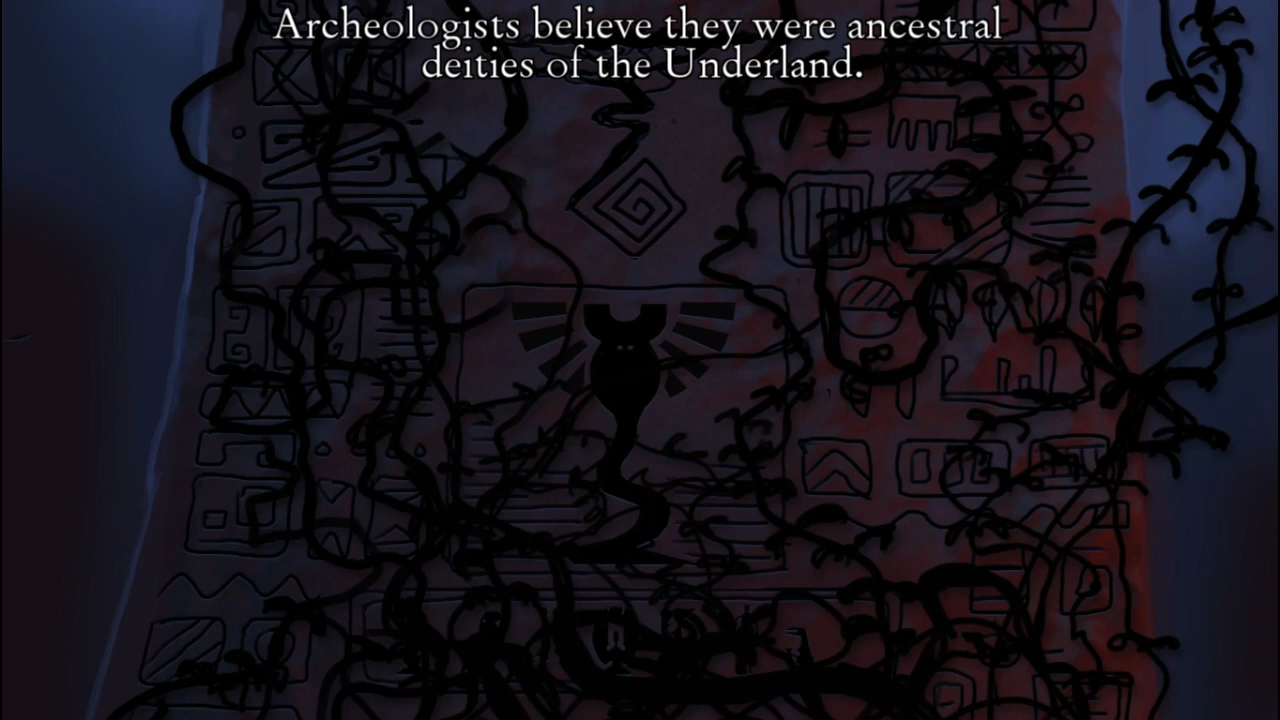 Archeologists believe they were ancestral
deities of the Underland.